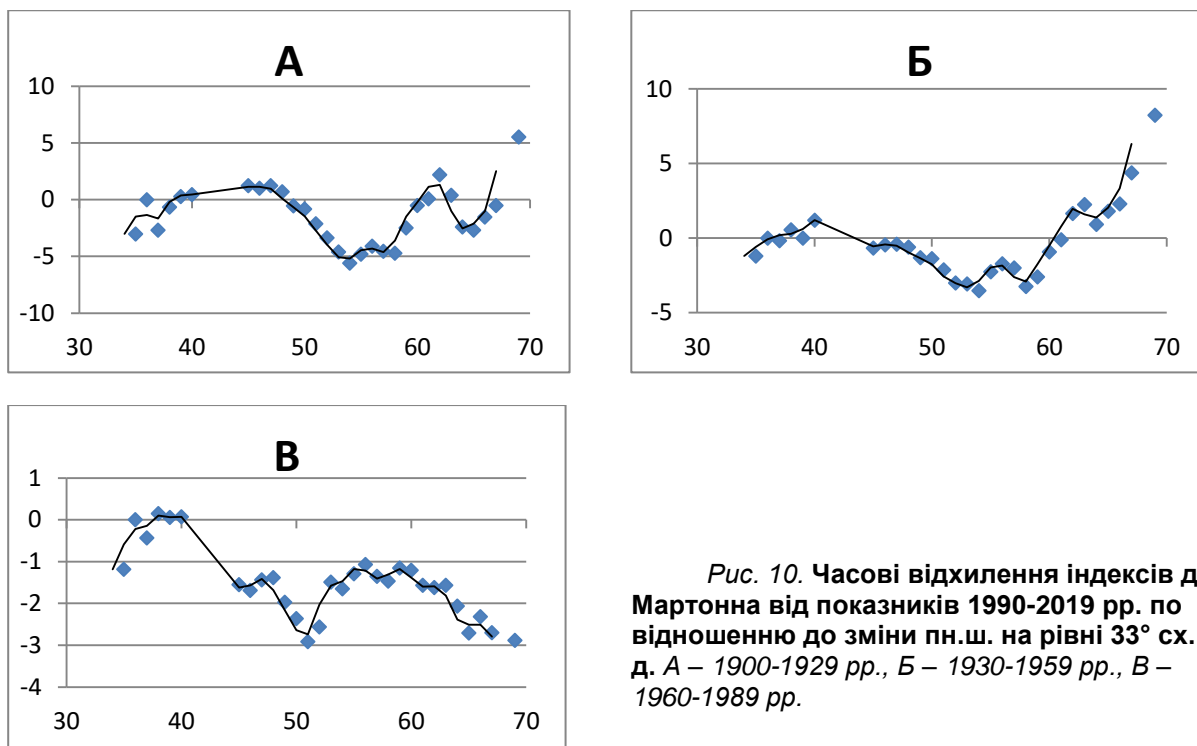 А
10
5
0
-5
-10
30 40 50 60 70
Б
10
5
0
-5
30 40 50 60 70
В
1
0
-1
-2
-3
-4
30 40 50 60 70
Рис. 10. Часові відхилення індексів д
Мартонна від показників 1990-2019 рр. по
відношенню до зміни пн.ш. на рівні 33° сх.
д. А – 1900-1929 рр., Б – 1930-1959 рр., В –
1960-1989 рр.